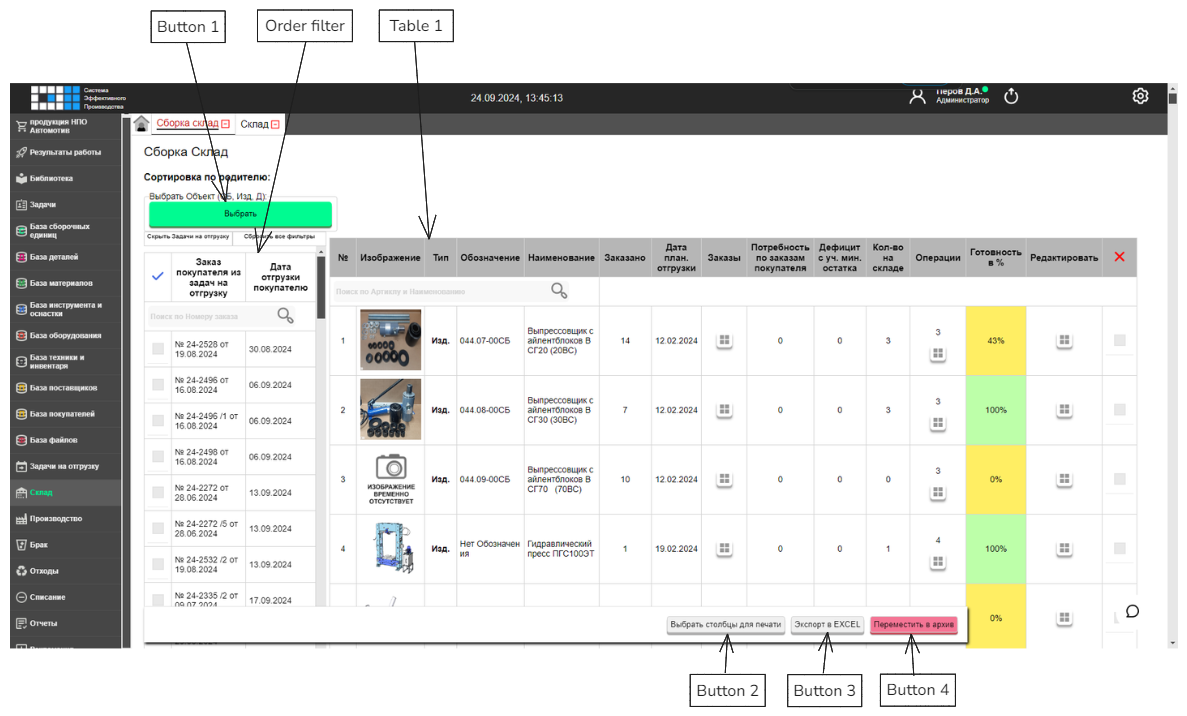 Button 1
Order filter
Table 1
Система
Эффективного
Производства
24.09.2024, 13:45:13
Перов Д.А.
Администратор
продукция НПО
Автомотив
Результаты работы
Библиотека
Задачи
База сборочных
единиц
База деталей
База материалов
База инструмента и
оснастки
База оборудования
База техники и
инвентаря
База поставщиков
База покупателей
База файлов
Задачи на отгрузку
Склад
Производство
Брак
Отходы
Списание
Отчеты
Сборка склад
Склад
Сборка Склад
Сортировка по родителю:
Выбрать Объект (СБ, Изд, Д):
Выбрать
Скрыть Задачи на отгрузку
Сбросить все фильтры
Заказ
покупателя из
задач на
отгрузку
Дата
отгрузки
покупателю
Поиск по Номеру заказа
№ 24-2528 от
19.08.2024
30.08.2024
№ 24-2496 от
16.08.2024
06.09.2024
№ 24-2496 /1 от
16.08.2024
06.09.2024
№ 24-2498 от
16.08.2024
06.09.2024
№ 24-2272 от
28.06.2024
13.09.2024
№ 24-2272 /5 от
28.06.2024
13.09.2024
№ 24-2532 /2 от
19.08.2024
13.09.2024
№ 24-2335 /2 от
09.07.2024
17.09.2024
№
Изображение
Тип
Обозначение
Наименование
Заказано
Дата
план.
отгрузки
Заказы
Потребность
по заказам
покупателя
Дефицит
с уч. мин.
остатка
Кол-во
на
складе
Операции
Готовность
в %
Редактировать
Поиск по Артикулу и Наименованию
1
Изд.
044.07-00СБ
Выпрессовщик с
айлентблоков В
СГ20 (20ВС)
14
12.02.2024
0
0
3
3
43%
2
Изд.
044.08-00СБ
Выпрессовщик с
айлентблоков В
СГ30 (30ВС)
7
12.02.2024
0
0
3
3
100%
3
ИЗОБРАЖЕНИЕ
ВРЕМЕННО
ОТСУТСТВУЕТ
Изд.
044.09-00СБ
Выпрессовщик с
айлентблоков В
СГ70 (70ВС)
10
12.02.2024
0
0
0
3
0%
4
Изд.
Нет Обозначен
ия
Гидравлический
пресс ПГС100ЭТ
1
19.02.2024
0
0
1
4
100%
0%
Выбрать столбцы для печати
Экспорт в EXCEL
Переместить в архив
Button 2
Button 3
Button 4